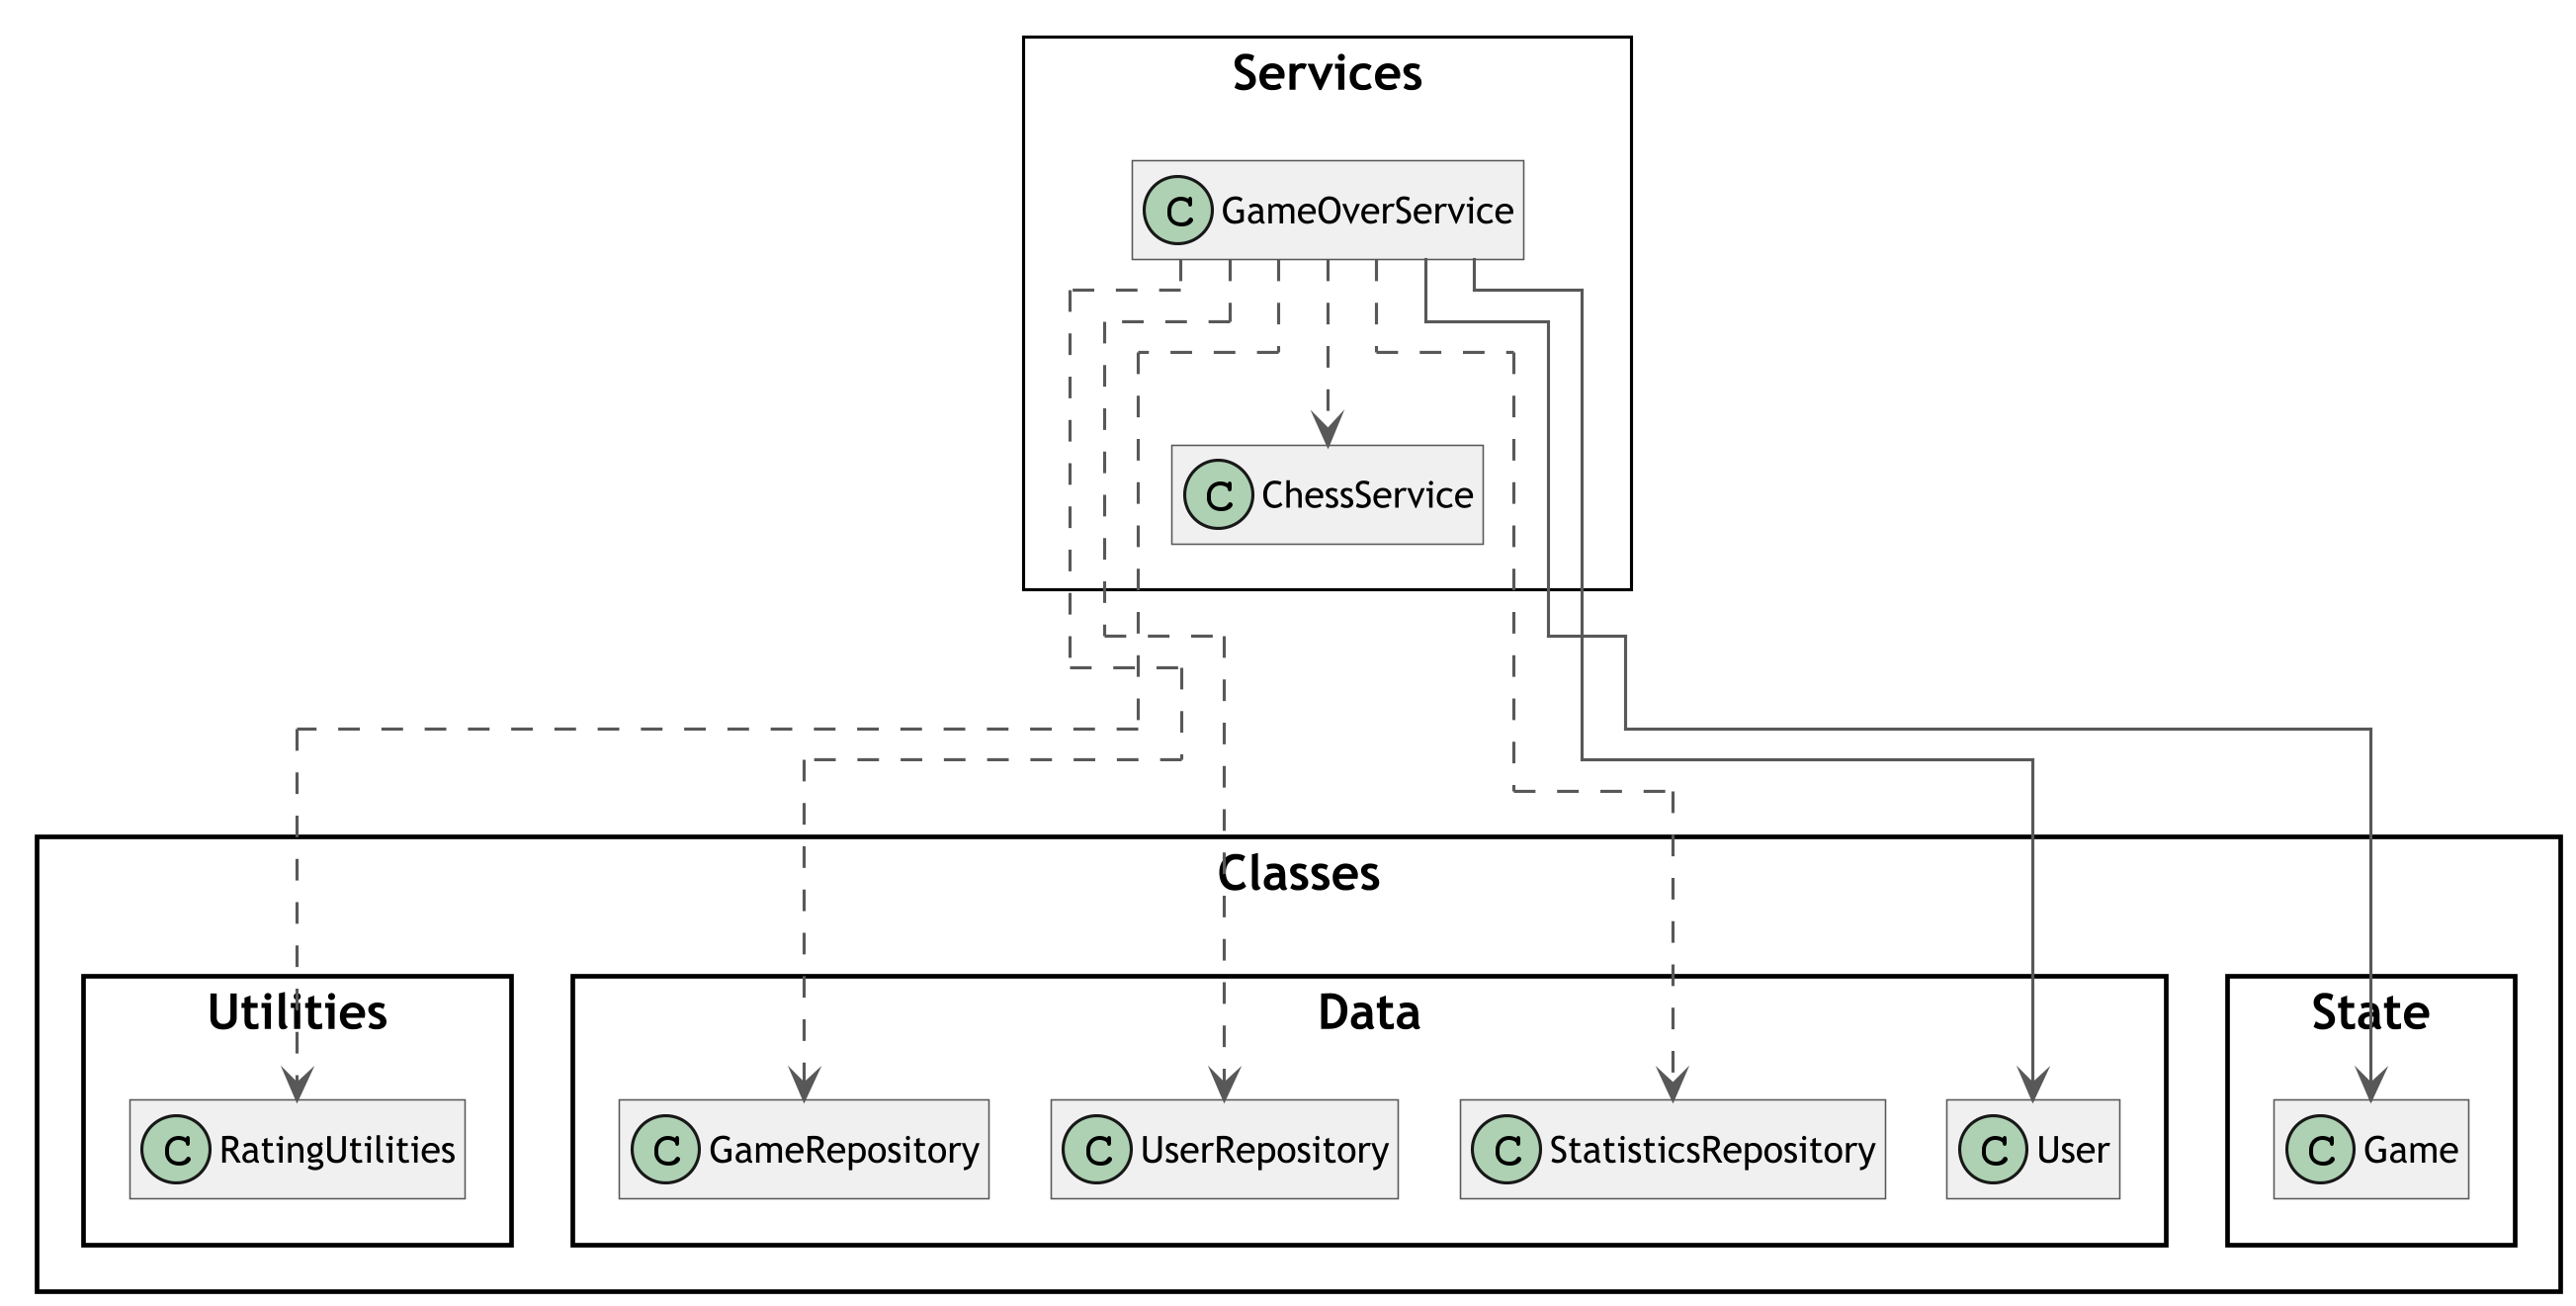 Services
C GameOverService
C ChessService
Classes
Utilities
Data
State
C RatingUtilities
C GameRepository
C UserRepository
C StatisticsRepository
C User
C Game